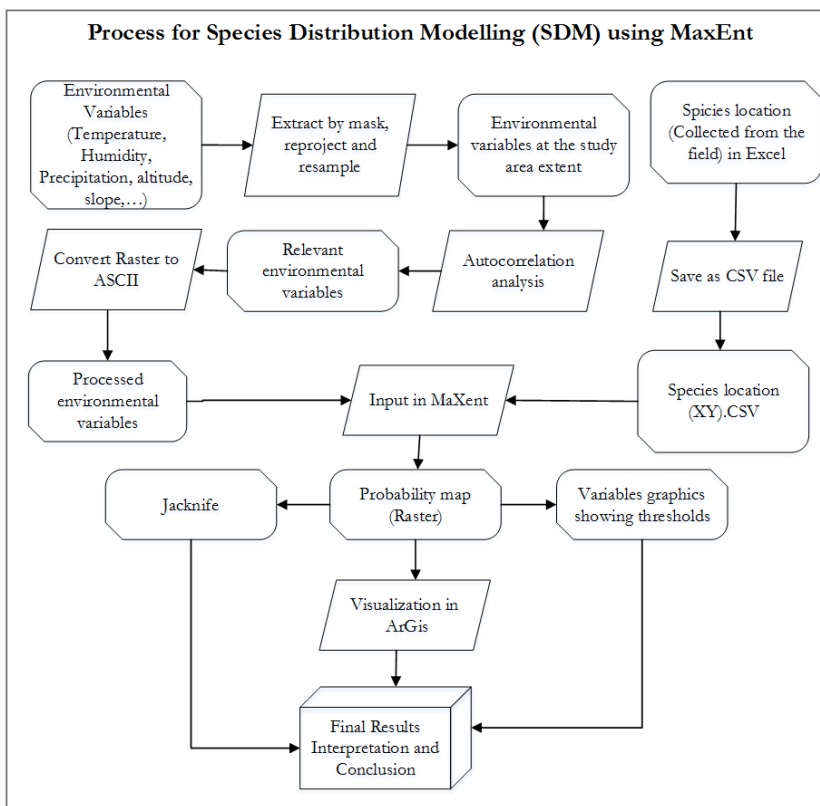 Process for Species Distribution Modelling (SDM) using MaxEnt
Environmental
Variables
(Temperature,
Humidity,
Precipitation, altitude,
slope,…)
Extract by mask,
reproject and
resample
Environmental
variables at the study
area extent
Spicies location
(Collected from the
field) in Excel
Convert Raster to
ASCII
Relevant
environmental
variables
Autocorrelation
analysis
Save as CSV file
Processed
environmental
variables
Input in MaXent
Species location
(XY).CSV
Jacknife
Probability map
(Raster)
Variables graphics
showing thresholds
Visualization in
ArGis
Final Results
Interpretation and
Conclusion